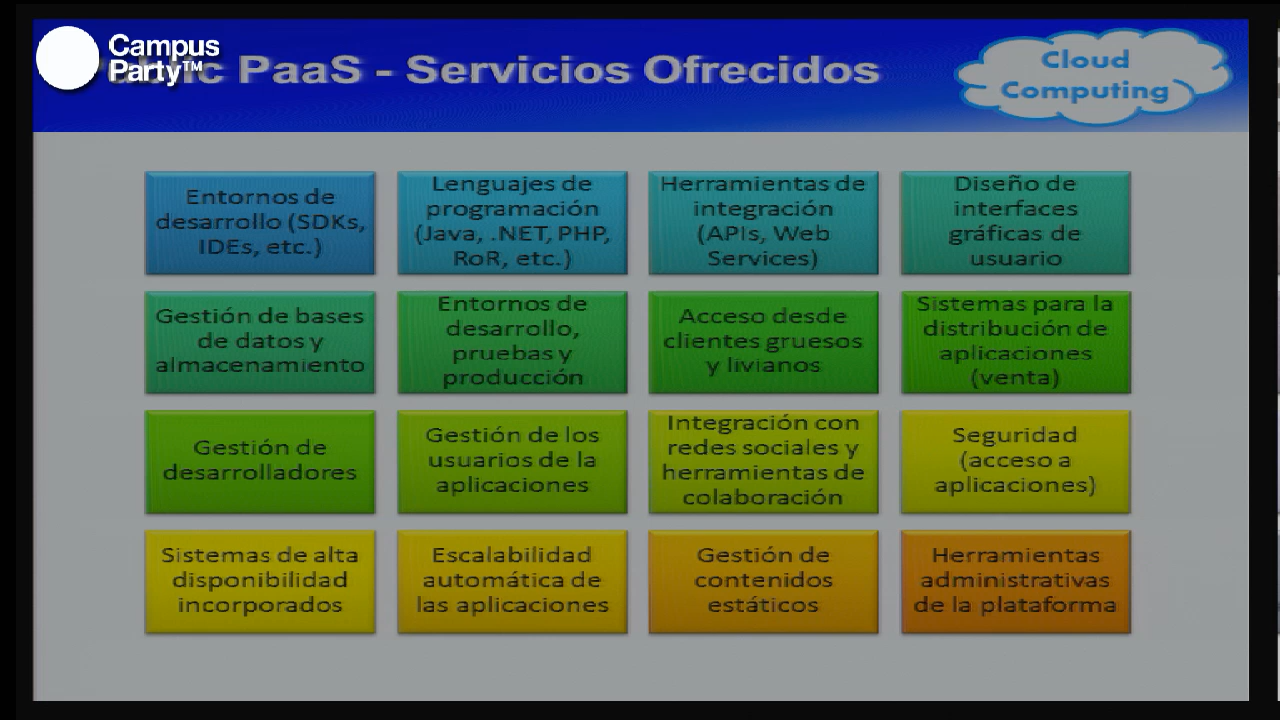 Campus
Party™
PaaS - Servicios Ofrecidos
Cloud
Computing
Entornos de
desarrollo (SDKs,
IDEs, etc.)
Lenguajes de
programación
(Java, .NET, PHP,
RoR, etc.)
Herramientas de
integración
(APIs, Web
Services)
Diseño de
interfaces
gráficas de
usuario
Gestión de bases
de datos y
almacenamiento
Entornos de
desarrollo,
pruebas y
producción
Acceso desde
clientes gruesos
y livianos
Sistemas para la
distribución de
aplicaciones
(venta)
Gestión de
desarrolladores
Gestión de los
usuarios de la
aplicaciones
Integración con
redes sociales y
herramientas de
colaboración
Seguridad
(acceso a
aplicaciones)
Sistemas de alta
disponibilidad
incorporados
Escalabilidad
automática de
las aplicaciones
Gestión de
contenidos
estáticos
Herramientas
administrativas
de la plataforma